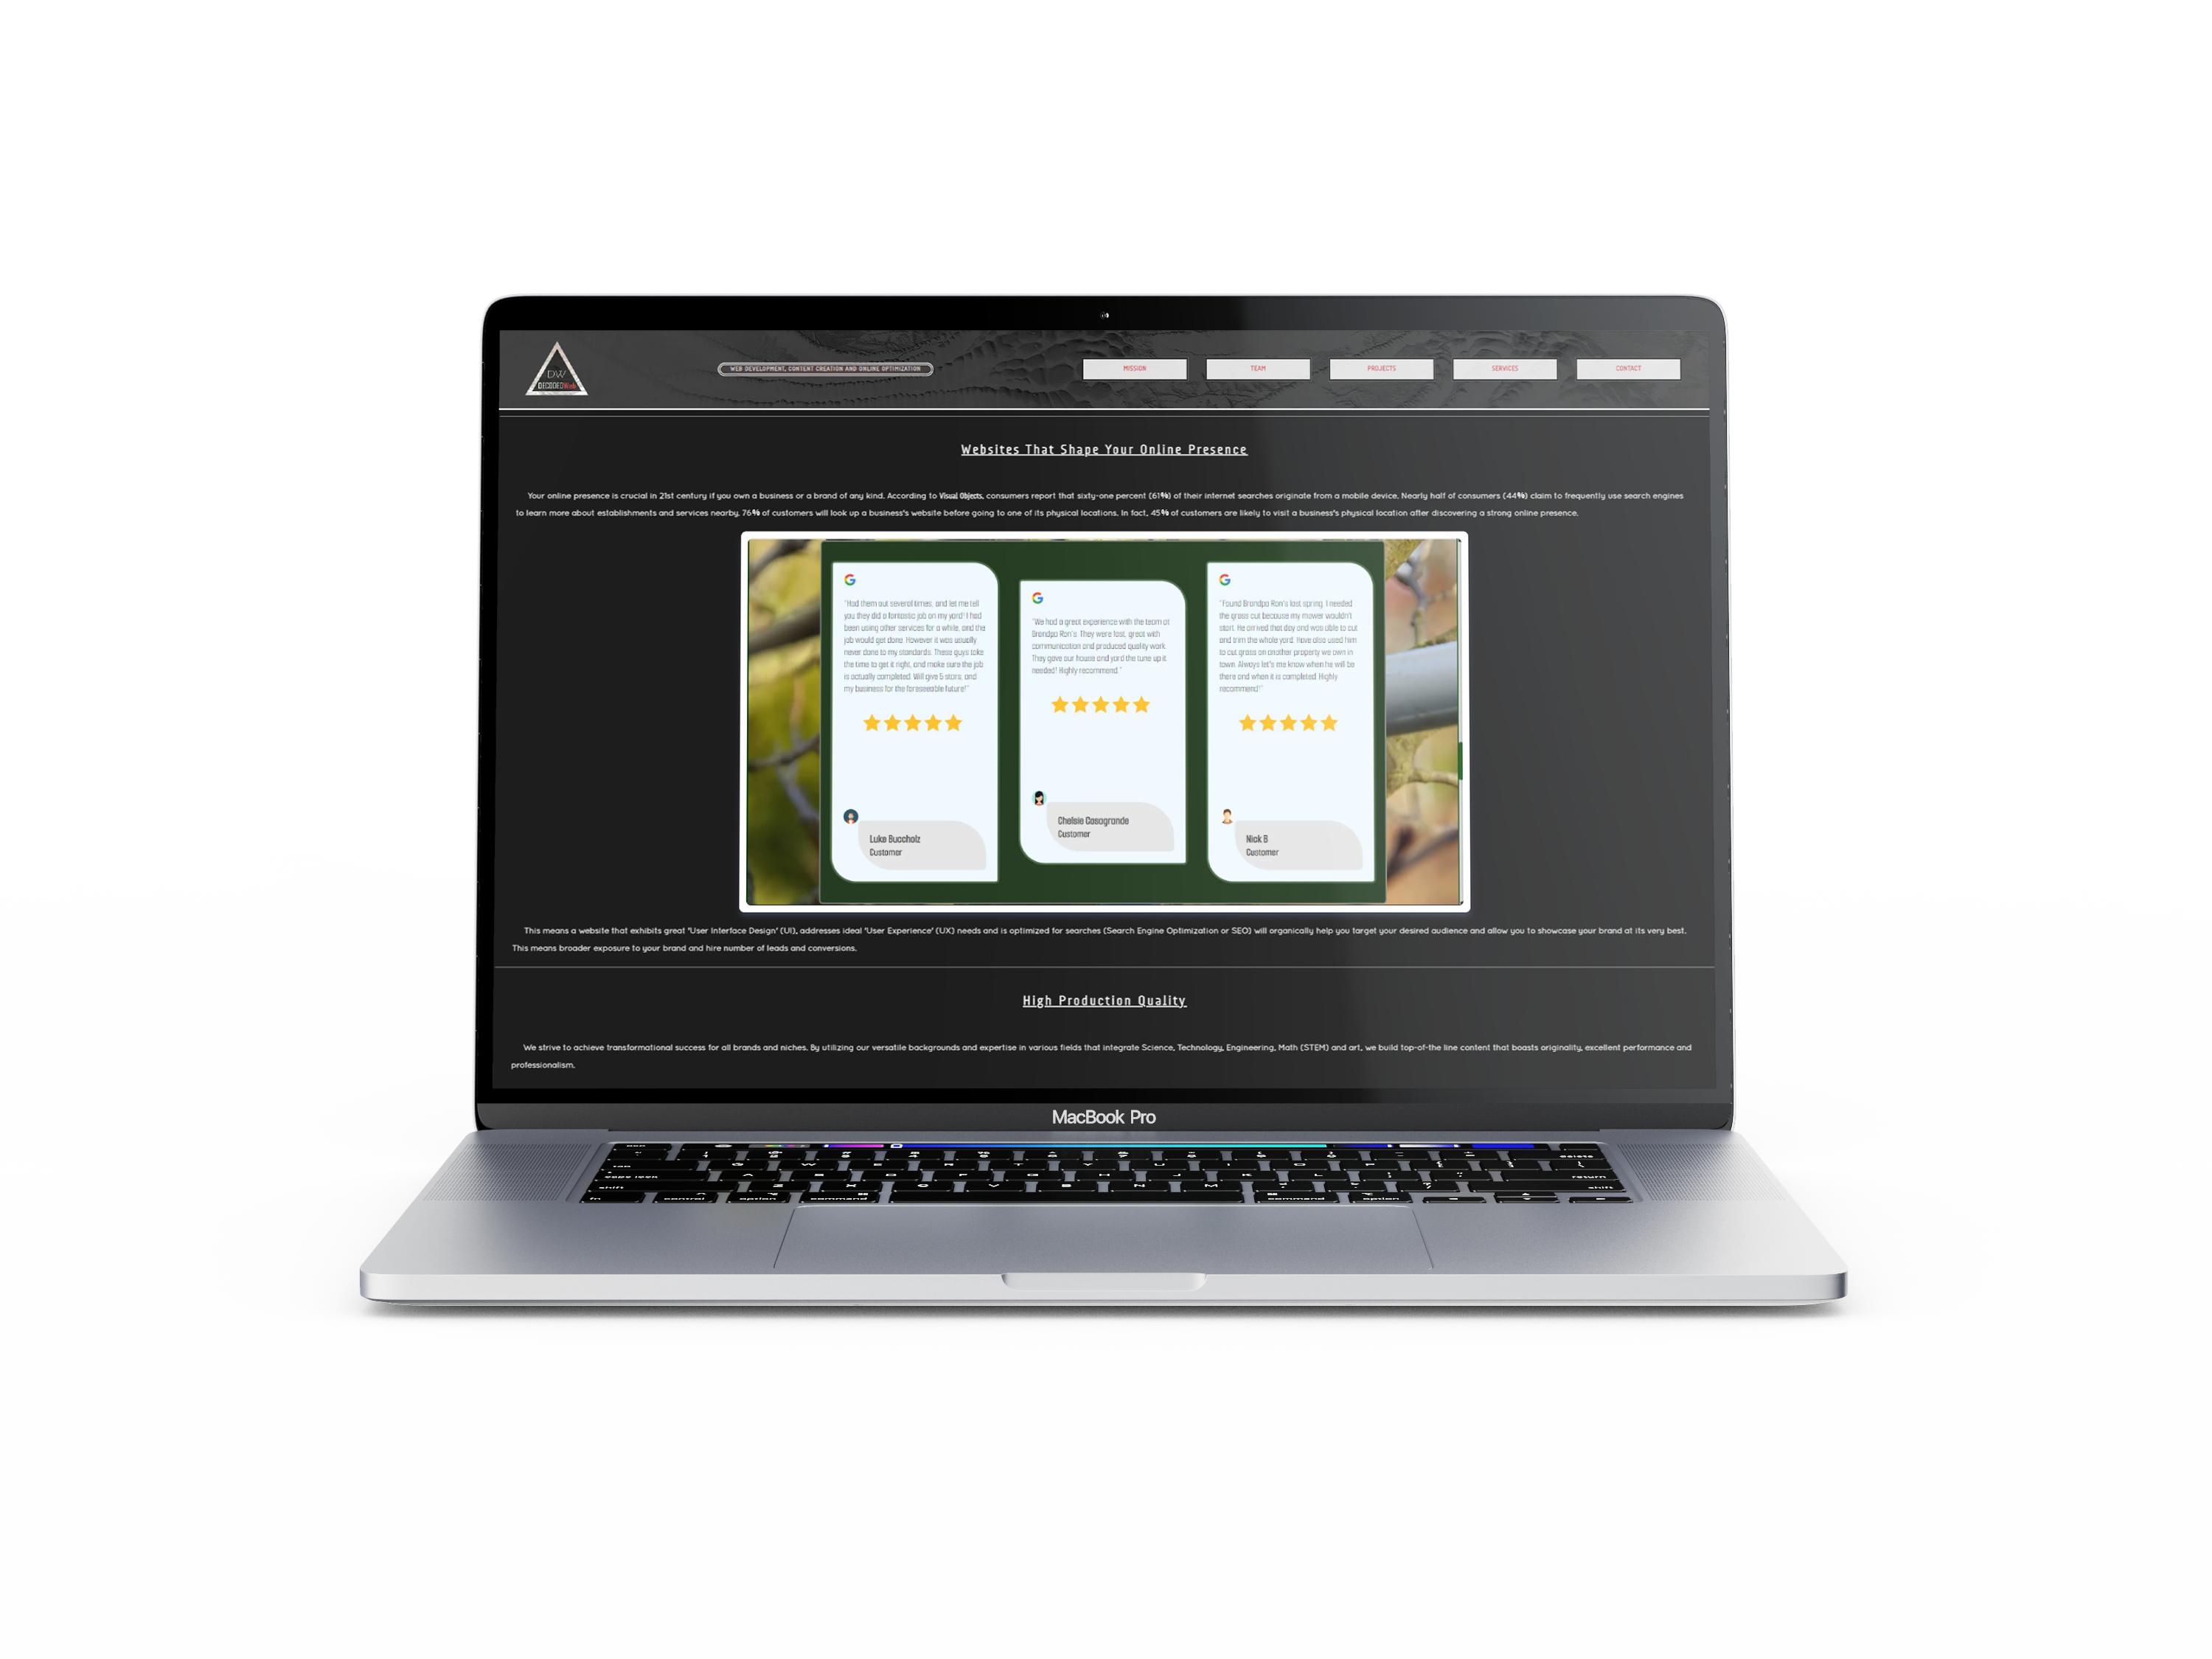 DW
DECODEDWeb
WEB DEVELOPMENT, CONTENT CREATION AND ONLINE OPTIMIZATION
MISSION
TEAM
PROJECTS
SERVICES
CONTACT
Websites That Shape Your Online Presence
Your online presence is crucial in 21st century if you own a business or a brand of any kind. According to Visual Objects, consumers report that sixty-one percent (61%) of their internet searches originate from a mobile device. Nearly half of consumers (44%) claim to frequently use search engines
to learn more about establishments and services nearby. 76% of customers will look up a business's website before going to one of its physical locations. In fact, 45% of customers are likely to visit a business's physical location after discovering a strong online presence.
"Had them out several times, and let me tell
you they did a fantastic job on my yard! I had
been using other services for a while, and the
job would get done. However it was usually
never done to my standards. These guys take
the time to get it right, and make sure the job
is actually completed. Will give 5 stars, and
my business for the foreseeable future!"
Luke Buccholz
Customer
"We had a great experience with the team at
Grandpa Ron's. They were fast, great with
communication and produced quality work.
They gave our house and yard the tune up it
needed! Highly recommend."
Chelsie Casagrande
Customer
"Found Grandpa Ron's last spring. I needed
the grass cut because my mower wouldn't
start. He arrived that day and was able to cut
and trim the whole yard. Have also used him
to cut grass on another property we own in
town. Always let's me know when he will be
there and when it is completed. Highly
recommend!"
Nick B
Customer
This means a website that exhibits great 'User Interface Design' (UI), addresses ideal 'User Experience' (UX) needs and is optimized for searches (Search Engine Optimization or SEO) will organically help you target your desired audience and allow you to showcase your brand at its very best.
This means broader exposure to your brand and hire number of leads and conversions.
High Production Quality
We strive to achieve transformational success for all brands and niches. By utilizing our versatile backgrounds and expertise in various fields that integrate Science, Technology, Engineering, Math (STEM) and art, we build top-of-the line content that boasts originality, excellent performance and
professionalism.
MacBook Pro
delete
caps lock
return
shift
shift
fn
control
option
command
command
option